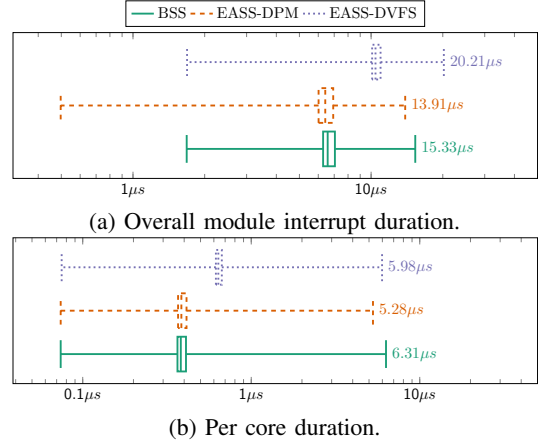 BSS EASS-DPM EASS-DVFS
20.21μs
13.91μs
15.33μs
1μs 10μs
(a) Overall module interrupt duration.
5.98μs
5.28μs
6.31μs
0.1μs 1μs 10μs
(b) Per core duration.